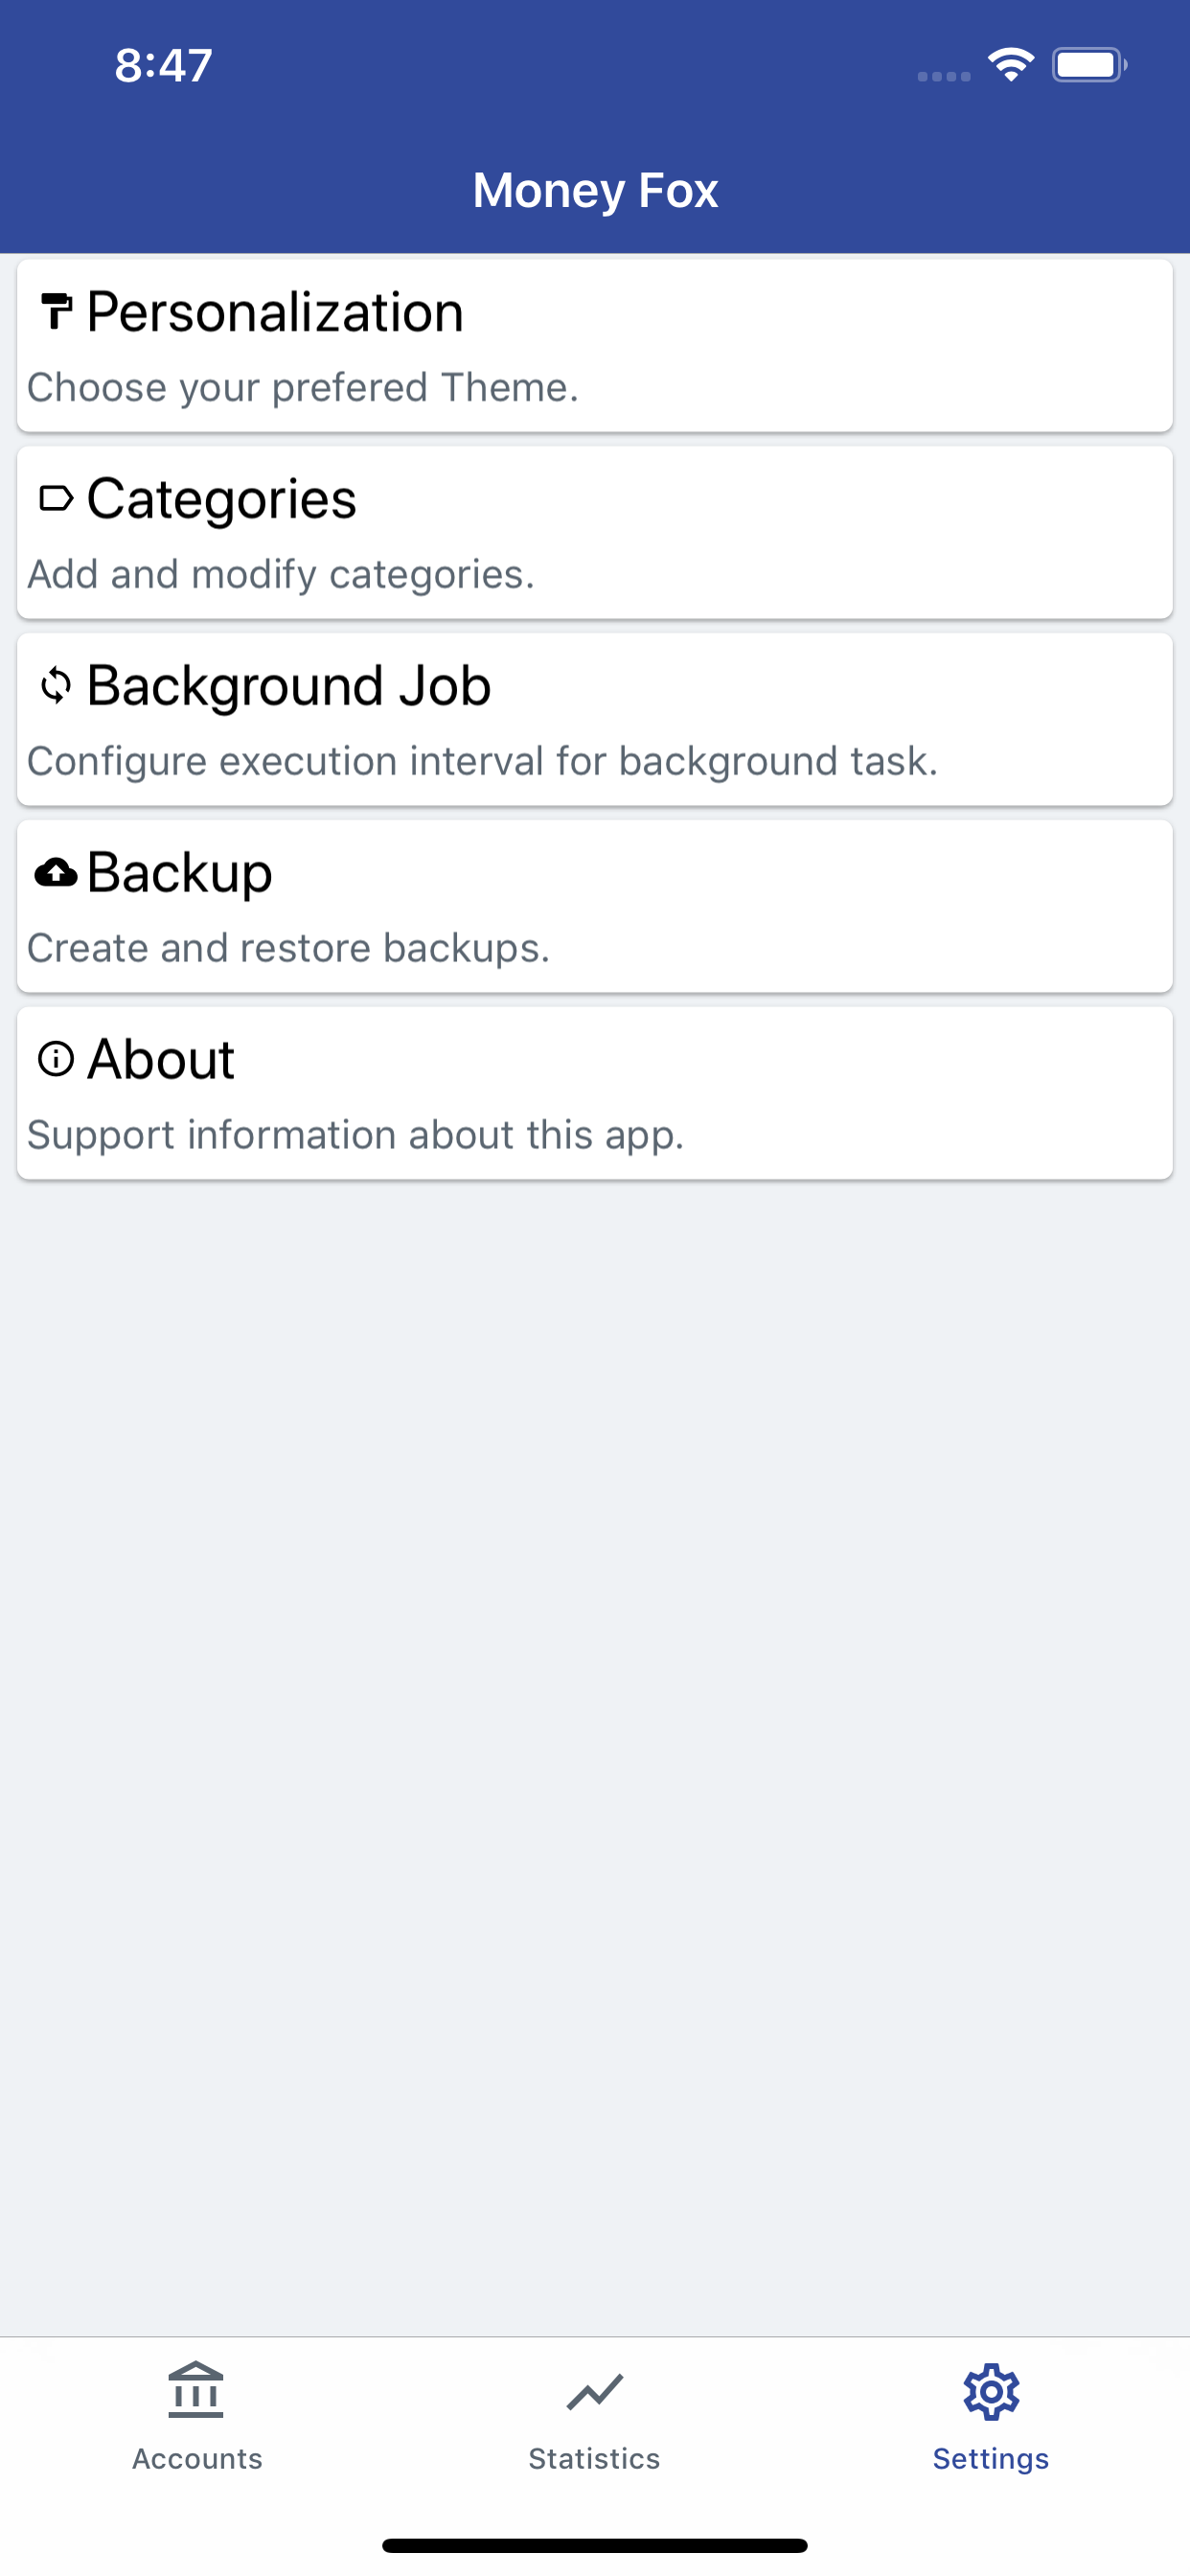 8:47
Money Fox
Personalization
Choose your prefered Theme.
Categories
Add and modify categories.
Background Job
Configure execution interval for background task.
Backup
Create and restore backups.
About
Support information about this app.
Accounts
Statistics
Settings